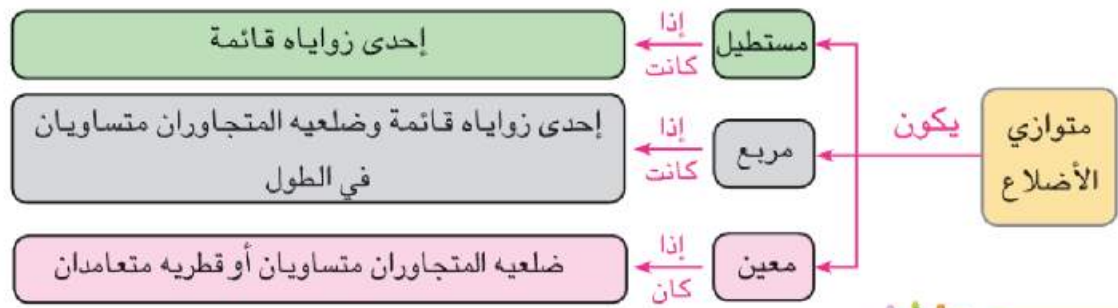 متوازي
الأضلاع
يكون
مستطيل
إذا
كانت
إحدى زواياه قائمة
مربع
إذا
كانت
إحدى زواياه قائمة وضلعيه المتجاوران متساويان
في الطول
معين
إذا
كان
ضلعيه المتجاوران متساويان أو قطريه متعامدان